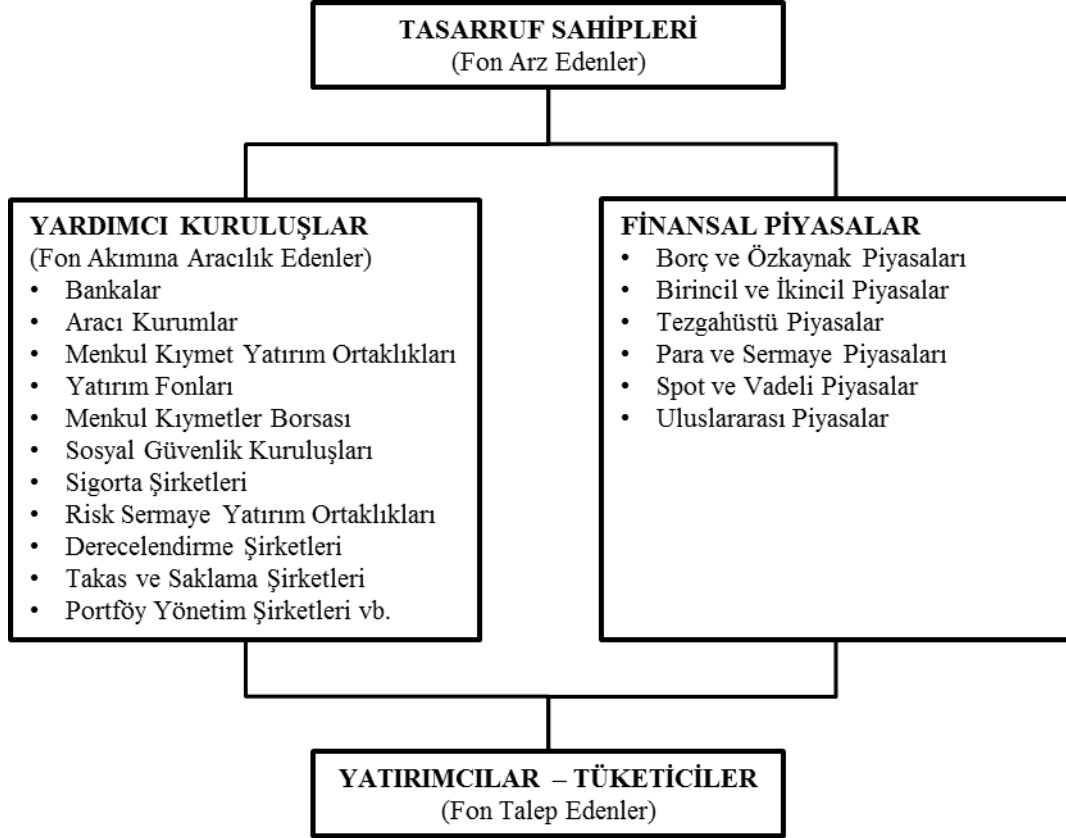 TASARRUF SAHİPLERİ
(Fon Arz Edenler)
YARDIMCI KURULUŞLAR
(Fon Akımına Aracılık Edenler)
• Bankalar
• Aracı Kurumlar
• Menkul Kıymet Yatırım Ortaklıkları
• Yatırım Fonları
• Menkul Kıymetler Borsası
• Sosyal Güvenlik Kuruluşları
• Sigorta Şirketleri
• Risk Sermaye Yatırım Ortaklıkları
• Derecelendirme Şirketleri
• Takas ve Saklama Şirketleri
• Portföy Yönetim Şirketleri vb.
FİNANSAL PİYASALAR
• Borç ve Özkaynak Piyasaları
• Birincil ve İkincil Piyasalar
• Tezgahüstü Piyasalar
• Para ve Sermaye Piyasaları
• Spot ve Vadeli Piyasalar
• Uluslararası Piyasalar
YATIRIMCILAR – TÜKETİCİLER
(Fon Talep Edenler)